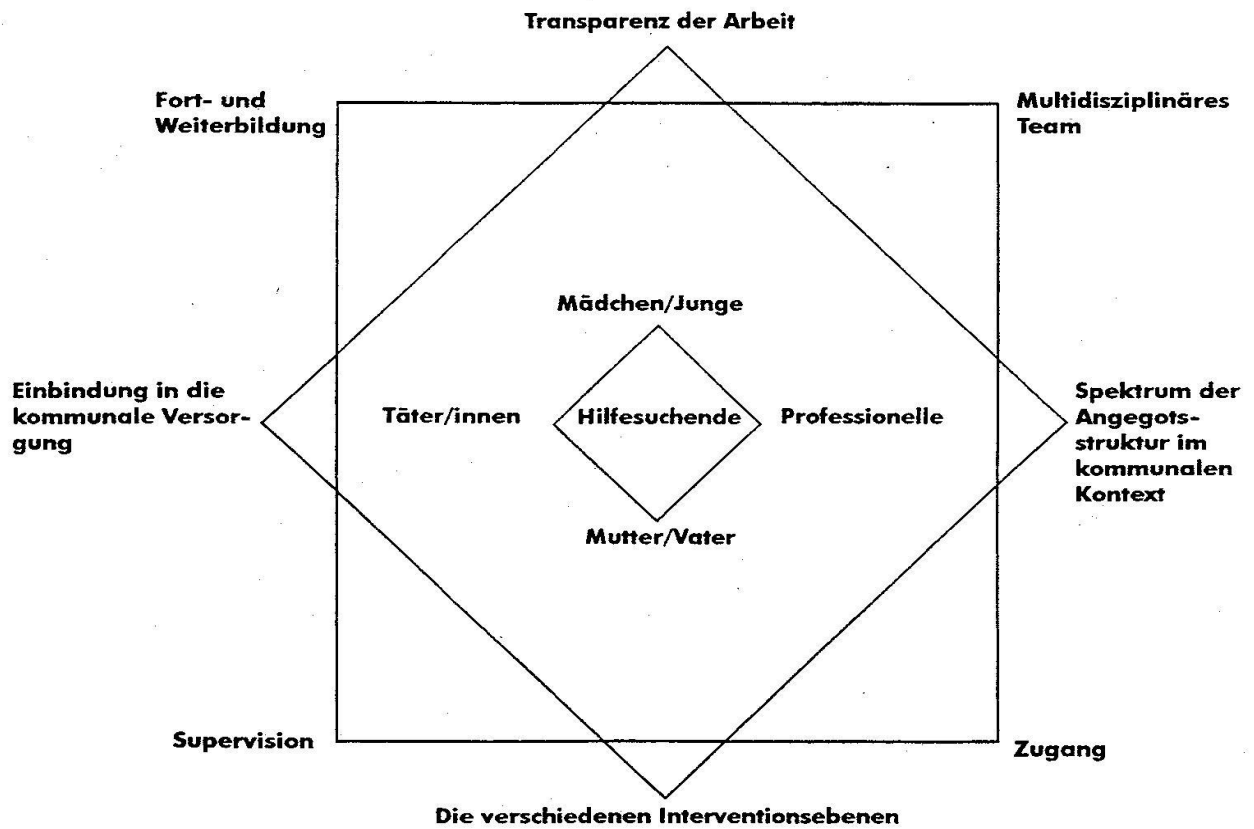 Transparenz der Arbeit
Fort- und
Weiterbildung
Multidisziplinäres
Team
Mädchen/Junge
Einbindung in die
kommunale Versor-
gung
Täter/innen
Hilfesuchende
Professionelle
Spektrum der
Angegots-
struktur im
kommunalen
Kontext
Mutter/Vater
Supervision
Zugang
Die verschiedenen Interventionsebenen